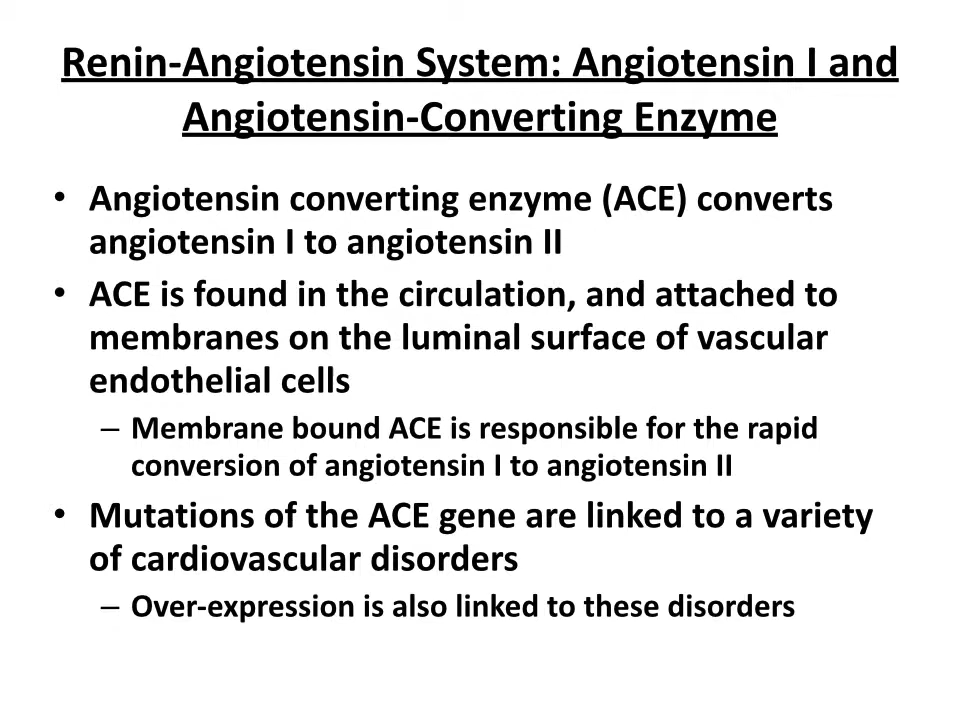 Renin-Angiotensin System: Angiotensin I and
Angiotensin-Converting Enzyme
• Angiotensin converting enzyme (ACE) converts
angiotensin I to angiotensin II
• ACE is found in the circulation, and attached to
membranes on the luminal surface of vascular
endothelial cells
– Membrane bound ACE is responsible for the rapid
conversion of angiotensin I to angiotensin II
• Mutations of the ACE gene are linked to a variety
of cardiovascular disorders
– Over-expression is also linked to these disorders